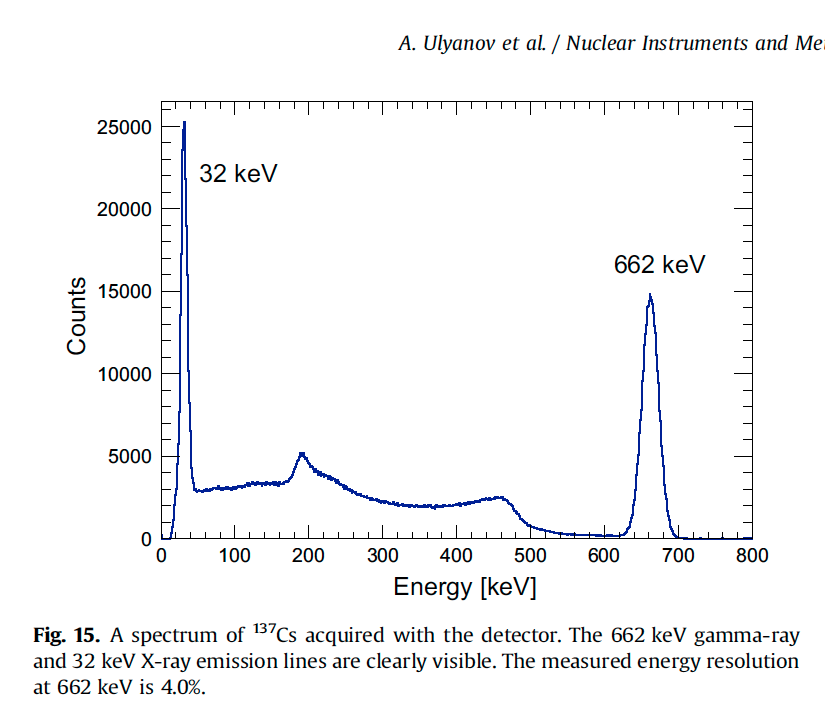 A. Ulyanov et al. / Nuclear Instruments and Me
25000
20000
15000
10000
5000
0
Counts
32 keV
662 keV
0 100 200 300 400 500 600 700 800
Energy [keV]
Fig. 15. A spectrum of ¹³⁷Cs acquired with the detector. The 662 keV gamma-ray
and 32 keV X-ray emission lines are clearly visible. The measured energy resolution
at 662 keV is 4.0%.